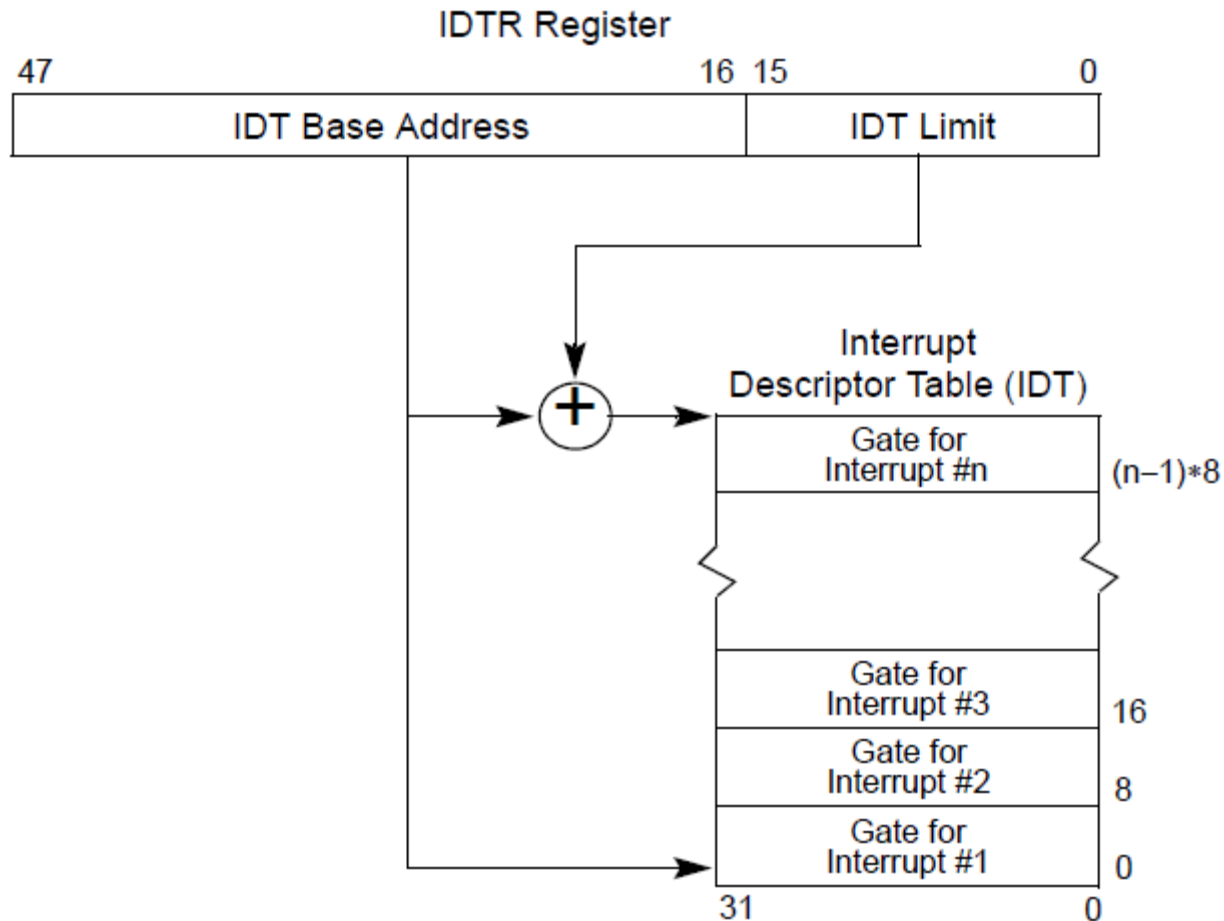 IDTR Register
47 16 15 0
IDT Base Address IDT Limit
+
Interrupt
Descriptor Table (IDT)
Gate for
Interrupt #n
(n–1)∗8
Gate for
Interrupt #3
16
Gate for
Interrupt #2
8
Gate for
Interrupt #1
0
31 0